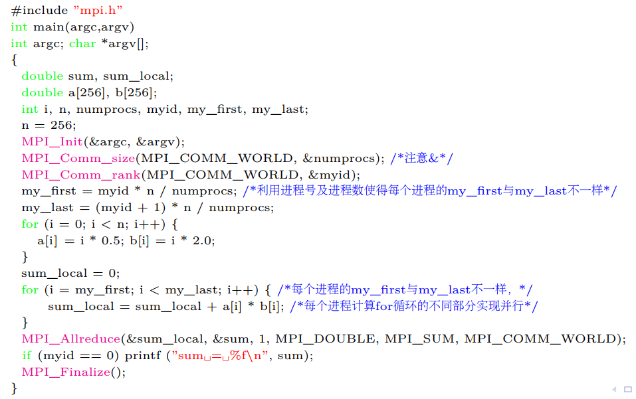 #include "mpi.h"
int main(argc,argv)
int argc; char *argv[];
{
double sum, sum_local;
double a[256], b[256];
int i, n, numprocs, myid, my_first, my_last;
n = 256;
MPI_Init(&argc, &argv);
MPI_Comm_size(MPI_COMM_WORLD, &numprocs); /*注意&*/
MPI_Comm_rank(MPI_COMM_WORLD, &myid);
my_first = myid * n / numprocs; /*利用进程号及进程数使得每个进程的my_first与my_last不一样*/
my_last = (myid + 1) * n / numprocs;
for (i = 0; i < n; i++) {
a[i] = i * 0.5; b[i] = i * 2.0;
}
sum_local = 0;
for (i = my_first; i < my_last; i++) { /*每个进程的my_first与my_last不一样，*/
sum_local = sum_local + a[i] * b[i]; /*每个进程计算for循环的不同部分实现并行*/
}
MPI_Allreduce(&sum_local, &sum, 1, MPI_DOUBLE, MPI_SUM, MPI_COMM_WORLD);
if (myid == 0) printf ("sum␣=␣%f\n", sum);
MPI_Finalize();
}